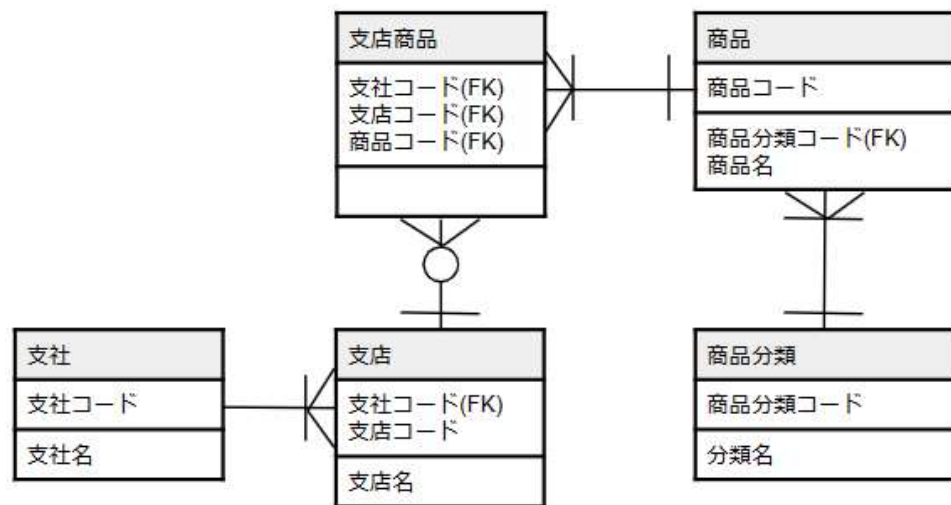 支店商品
支社コード(FK)
支店コード(FK)
商品コード(FK)
商品
商品コード
商品分類コード(FK)
商品名
支社
支社コード
支社名
支店
支社コード(FK)
支店コード
支店名
商品分類
商品分類コード
分類名